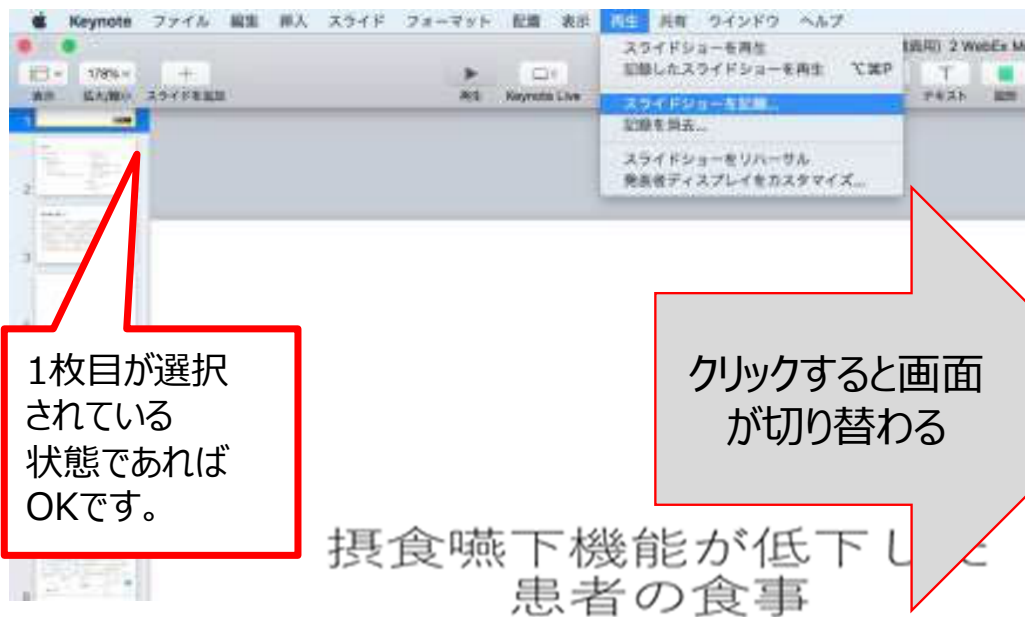 Keynote ファイル 編集 挿入 スライド フォーマット 配置 表示 再生 共有 ウインドウ ヘルプ
スライドショーを再生
記録したスライドショーを再生 ⌥⌘P
スライドショーを記録...
記録を消去...
スライドショーをリハーサル
発表者ディスプレイをカスタマイズ...
2 WebEx
178%
表示 拡大/縮小 スライドを追加 再生 Keynote Live テキスト 図形
1
2
3
1枚目が選択
されている
状態であれば
OKです。
クリックすると画面
が切り替わる
摂食嚥下機能が低下し
患者の食事